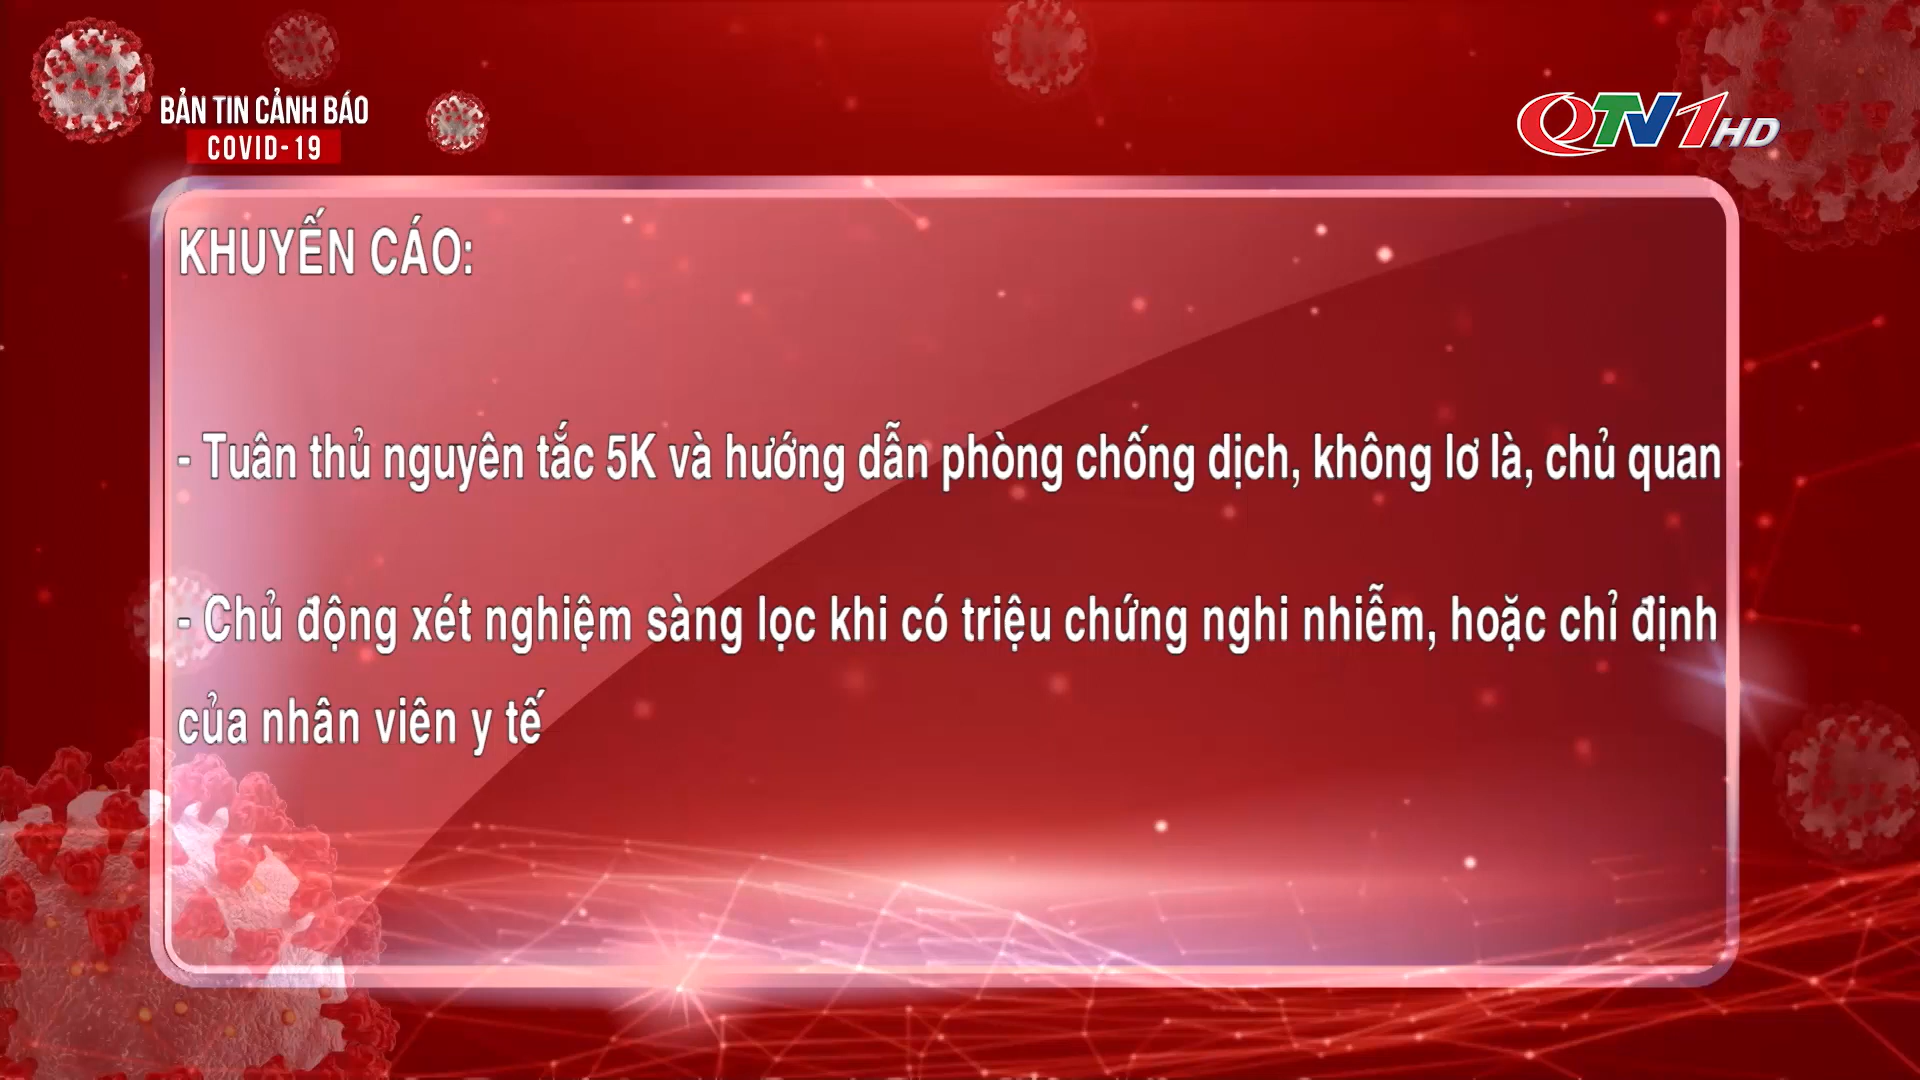 BẢN TIN CẢNH BÁO
COVID-19
QTV1HD
KHUYẾN CÁO:
- Tuân thủ nguyên tắc 5K và hướng dẫn phòng chống dịch, không lơ là, chủ quan
- Chủ động xét nghiệm sàng lọc khi có triệu chứng nghi nhiễm, hoặc chỉ định
của nhân viên y tế